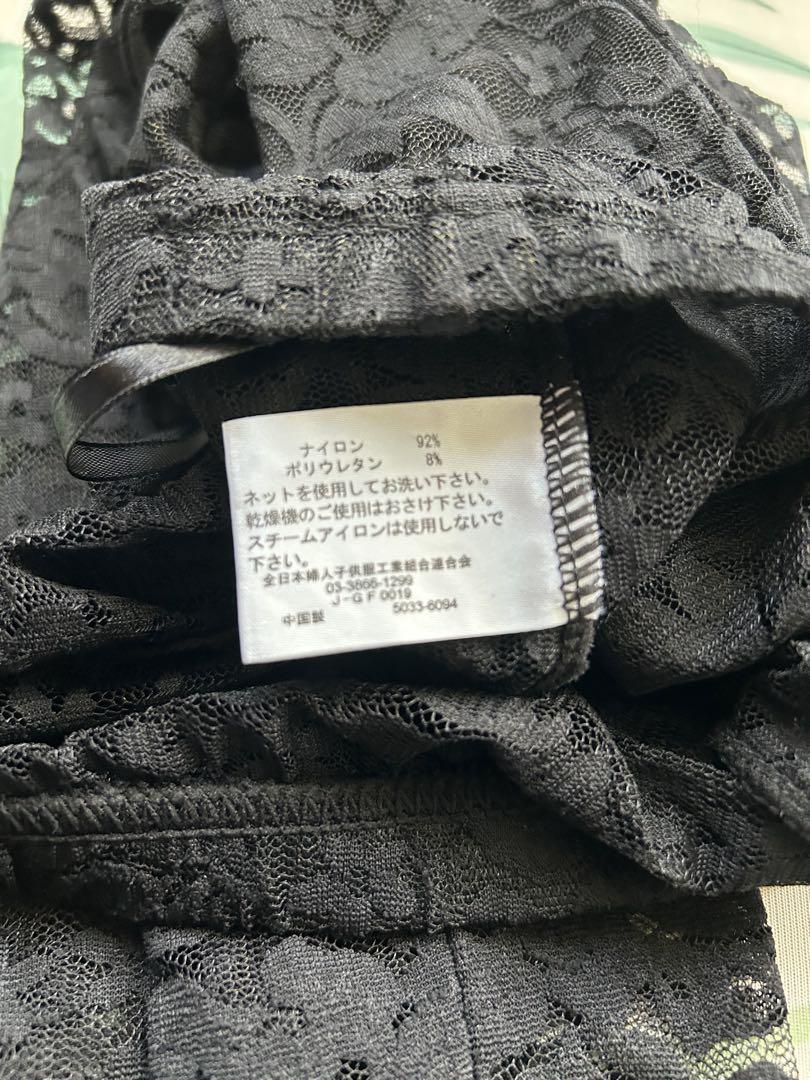 ナイロン 92%
ポリウレタン 8%
ネットを使用してお洗い下さい。
乾燥機のご使用はおさけ下さい。
スチームアイロンは使用しないで
下さい。
全日本婦人子供服工業組合連合会
03-3866-1299
J-GF0019
中国製 5033-6094